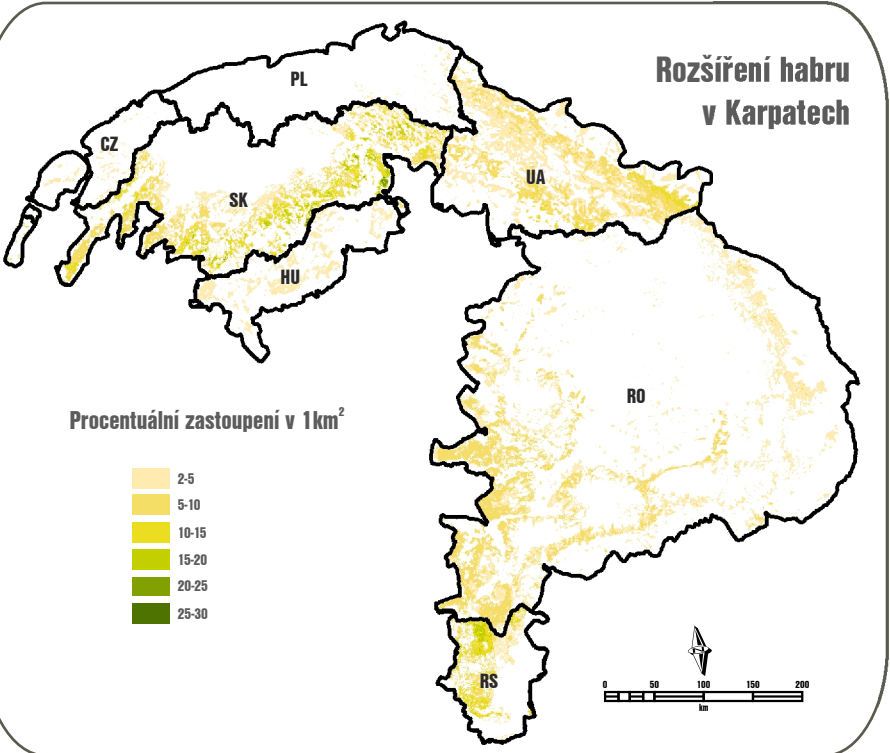 Rozšíření habru
v Karpatech
PL
CZ
SK
UA
HU
RO
RS
Procentuální zastoupení v 1km²
2-5
5-10
10-15
15-20
20-25
25-30
0 50 100 150 200
km